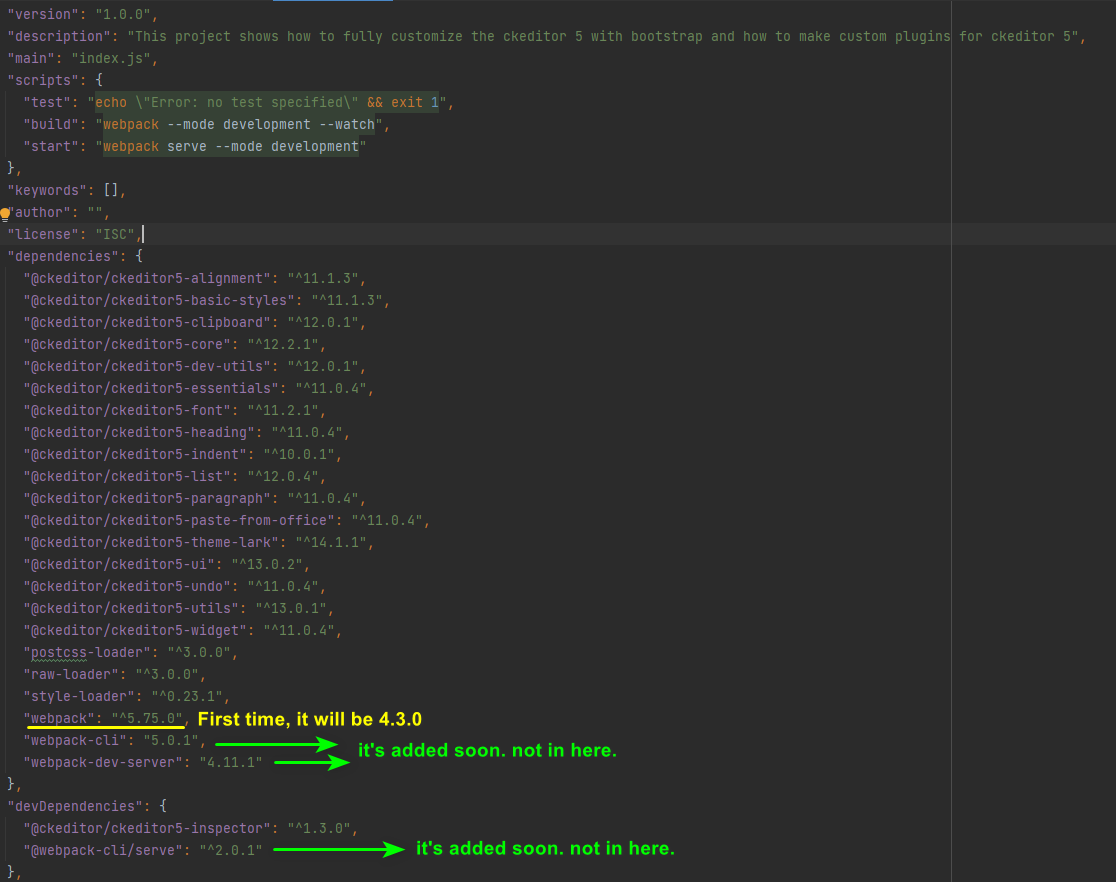 "version": "1.0.0",
"description": "This project shows how to fully customize the ckeditor 5 with bootstrap and how to make custom plugins for ckeditor 5",
"main": "index.js",
"scripts": {
"test": "echo \"Error: no test specified\" && exit 1",
"build": "webpack --mode development --watch",
"start": "webpack serve --mode development"
},
"keywords": [],
"author": "",
"license": "ISC",
"dependencies": {
"@ckeditor/ckeditor5-alignment": "^11.1.3",
"@ckeditor/ckeditor5-basic-styles": "^11.1.3",
"@ckeditor/ckeditor5-clipboard": "^12.0.1",
"@ckeditor/ckeditor5-core": "^12.2.1",
"@ckeditor/ckeditor5-dev-utils": "^12.0.1",
"@ckeditor/ckeditor5-essentials": "^11.0.4",
"@ckeditor/ckeditor5-font": "^11.2.1",
"@ckeditor/ckeditor5-heading": "^11.0.4",
"@ckeditor/ckeditor5-indent": "^10.0.1",
"@ckeditor/ckeditor5-list": "^12.0.4",
"@ckeditor/ckeditor5-paragraph": "^11.0.4",
"@ckeditor/ckeditor5-paste-from-office": "^11.0.4",
"@ckeditor/ckeditor5-theme-lark": "^14.1.1",
"@ckeditor/ckeditor5-ui": "^13.0.2",
"@ckeditor/ckeditor5-undo": "^11.0.4",
"@ckeditor/ckeditor5-utils": "^13.0.1",
"@ckeditor/ckeditor5-widget": "^11.0.4",
"postcss-loader": "^3.0.0",
"raw-loader": "^3.0.0",
"style-loader": "^0.23.1",
"webpack": "^5.75.0", First time, it will be 4.3.0
"webpack-cli": "5.0.1",
it's added soon. not in here.
"webpack-dev-server": "4.11.1"
},
"devDependencies": {
"@ckeditor/ckeditor5-inspector": "^1.3.0",
"@webpack-cli/serve": "^2.0.1" it's added soon. not in here.
},